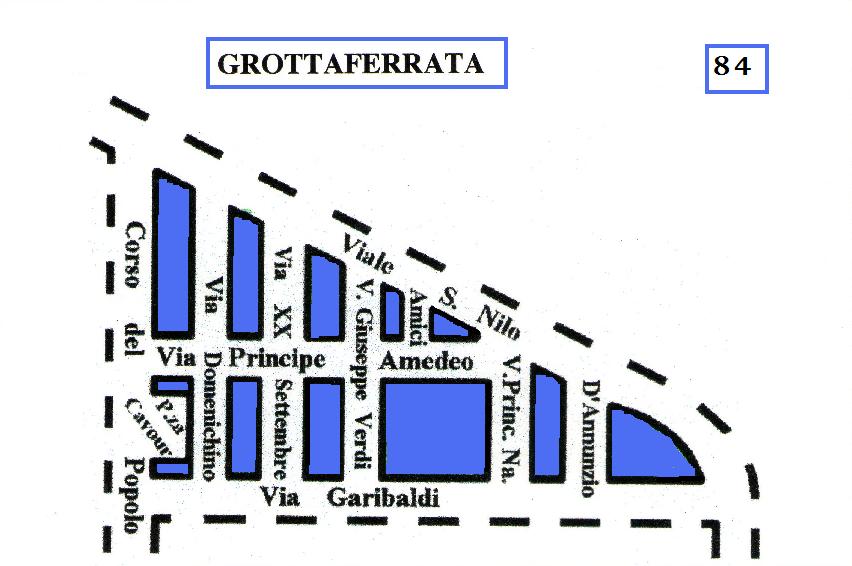 GROTTAFERRATA
84
Corso del Popolo
Via Domenichino
Via XX Settembre
V. Giuseppe Verdi
Viale S. Nilo
Amici
Via Principe Amedeo
P.za Cavour
V.Princ. Na.
D'Annunzio
Via Garibaldi